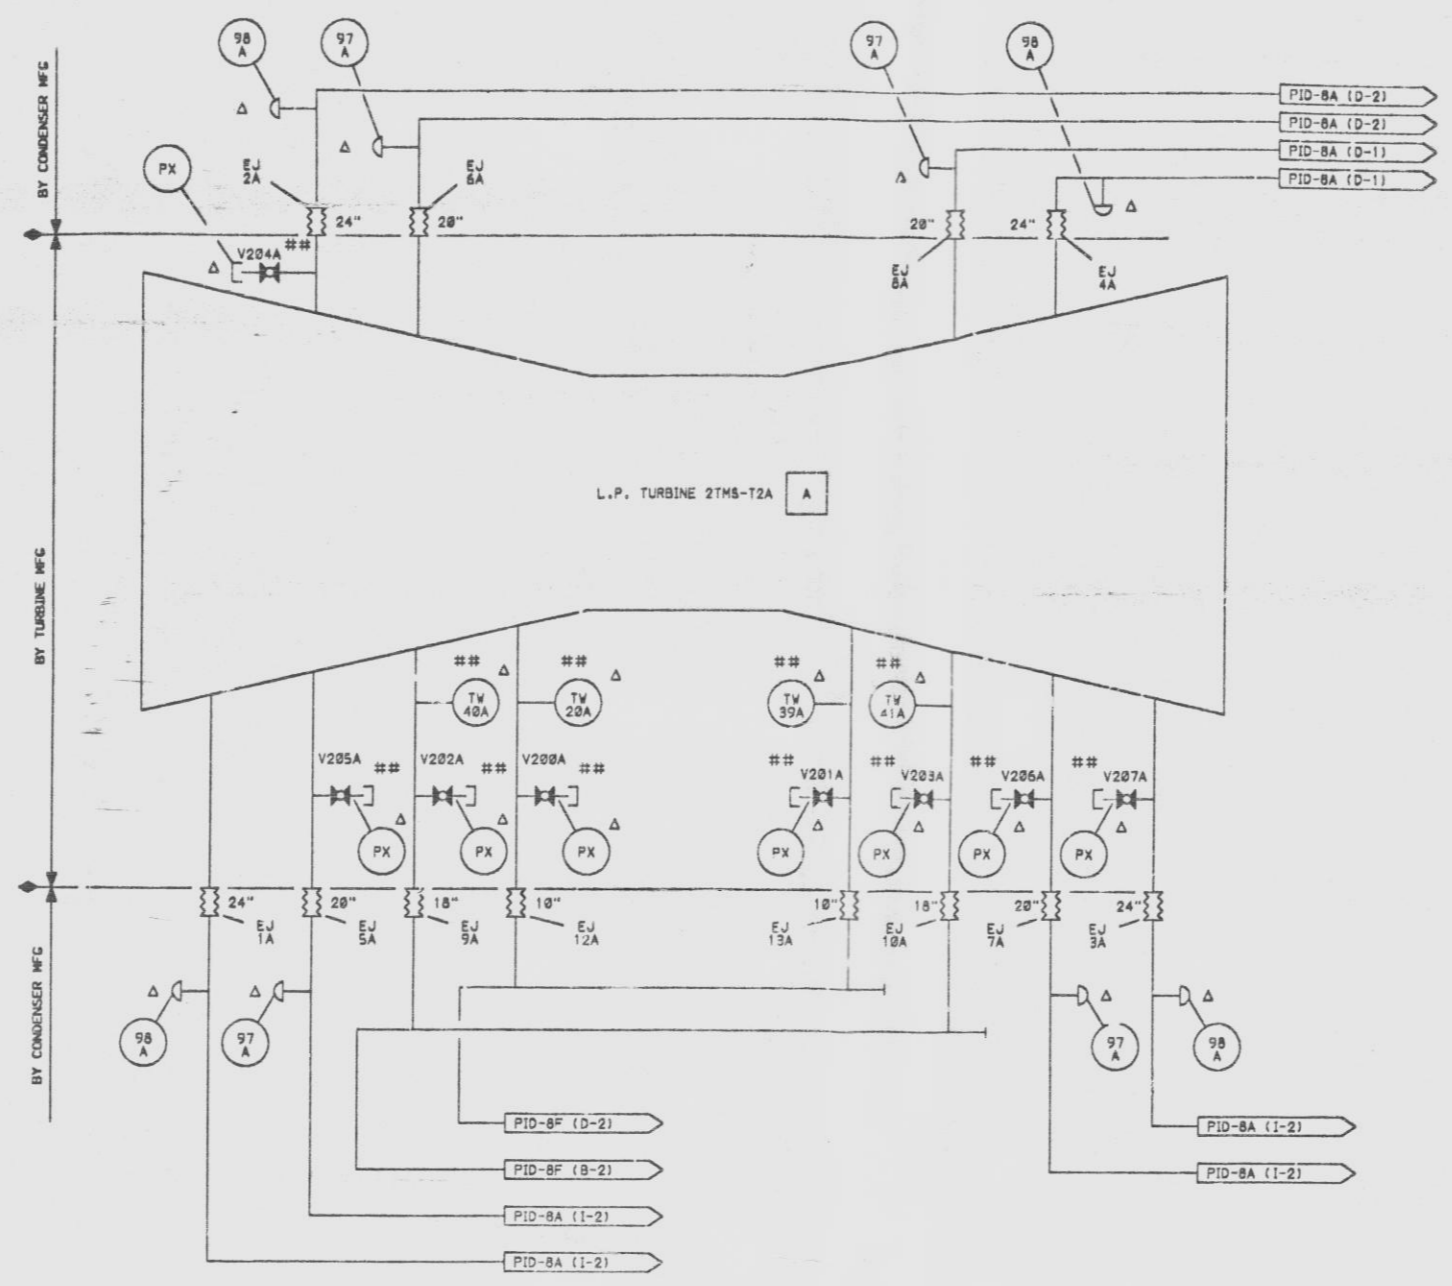 98
A
97
A
97
A
98
A
PID-8A (D-2)
PID-8A (D-2)
PID-8A (D-1)
PID-8A (D-1)
BY CONDENSER MFG
PX
EJ
2A
EJ
6A
24"
20"
20"
24"
##
V204A
EJ
8A
EJ
4A
L.P. TURBINE 2TMS-T2A
A
BY TURBINE MFG
##
##
##
##
TW
40A
TW
20A
TW
39A
TW
41A
V205A
##
V202A
##
V200A
##
##
V201A
##
V203A
##
V206A
##
V207A
PX
PX
PX
PX
PX
PX
PX
24"
20"
18"
10"
10"
18"
20"
24"
EJ
1A
EJ
5A
EJ
9A
EJ
12A
EJ
13A
EJ
10A
EJ
7A
EJ
3A
BY CONDENSER MFG
98
A
97
A
97
A
98
A
PID-8F (D-2)
PID-8F (B-2)
PID-8A (I-2)
PID-8A (I-2)
PID-8A (I-2)
PID-8A (I-2)